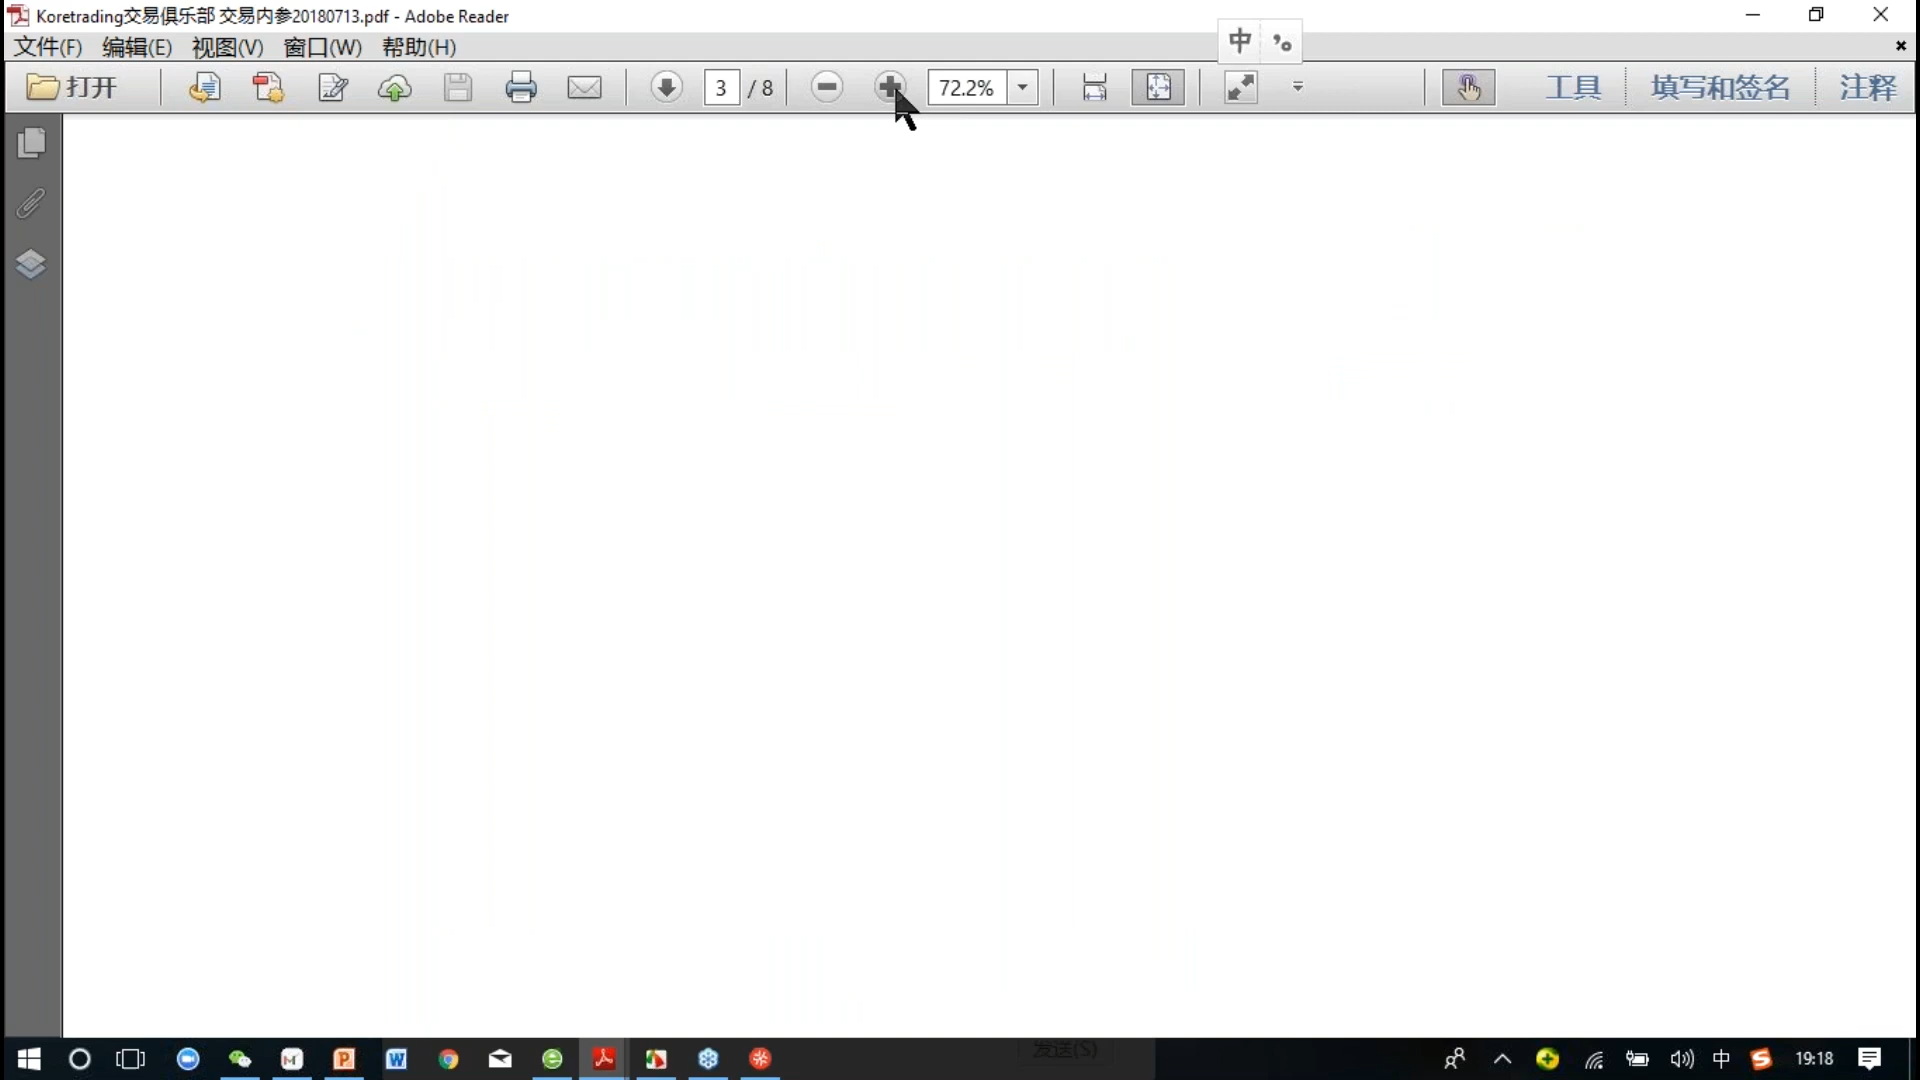 Koretrading交易俱乐部 交易内参20180713.pdf - Adobe Reader
文件(F) 编辑(E) 视图(V) 窗口(W) 帮助(H)
中 °,
打开 3 / 8 72.2% 工具 填写和签名 注释
发送(S)
中 19:18